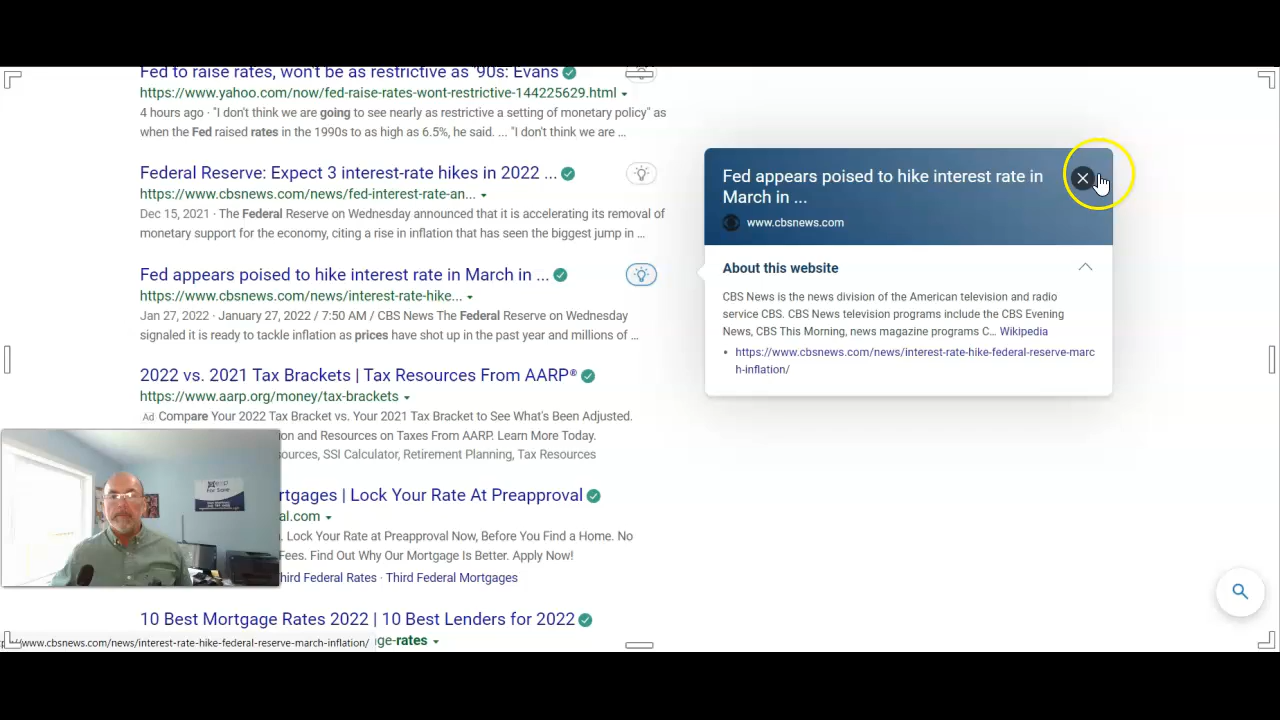 Fed to raise rates, won't be as restrictive as '90s: Evans
https://www.yahoo.com/now/fed-raise-rates-wont-restrictive-144225629.html
4 hours ago · "I don't think we are going to see nearly as restrictive a setting of monetary policy" as
when the Fed raised rates in the 1990s to as high as 6.5%, he said. ... "I don't think we are ...
Federal Reserve: Expect 3 interest-rate hikes in 2022 ...
https://www.cbsnews.com/news/fed-interest-rate-an...
Dec 15, 2021 · The Federal Reserve on Wednesday announced that it is accelerating its removal of
monetary support for the economy, citing a rise in inflation that has seen the biggest jump in ...
Fed appears poised to hike interest rate in March in ...
https://www.cbsnews.com/news/interest-rate-hike...
Jan 27, 2022 · January 27, 2022 / 7:50 AM / CBS News The Federal Reserve on Wednesday
signaled it is ready to tackle inflation as prices have shot up in the past year and millions of ...
2022 vs. 2021 Tax Brackets | Tax Resources From AARP®
https://www.aarp.org/money/tax-brackets
Ad Compare Your 2022 Tax Bracket vs. Your 2021 Tax Bracket to See What's Been Adjusted.
on and Resources on Taxes From AARP. Learn More Today.
ources, SSI Calculator, Retirement Planning, Tax Resources
rtgages | Lock Your Rate At Preapproval
al.com
. Lock Your Rate at Preapproval Now, Before You Find a Home. No
Fees. Find Out Why Our Mortgage Is Better. Apply Now!
hird Federal Rates · Third Federal Mortgages
10 Best Mortgage Rates 2022 | 10 Best Lenders for 2022
ge-rates
www.cbsnews.com/news/interest-rate-hike-federal-reserve-march-inflation/
Fed appears poised to hike interest rate in
March in ...
www.cbsnews.com
About this website
CBS News is the news division of the American television and radio
service CBS. CBS News television programs include the CBS Evening
News, CBS This Morning, news magazine programs C... Wikipedia
• https://www.cbsnews.com/news/interest-rate-hike-federal-reserve-marc
h-inflation/
For Sale